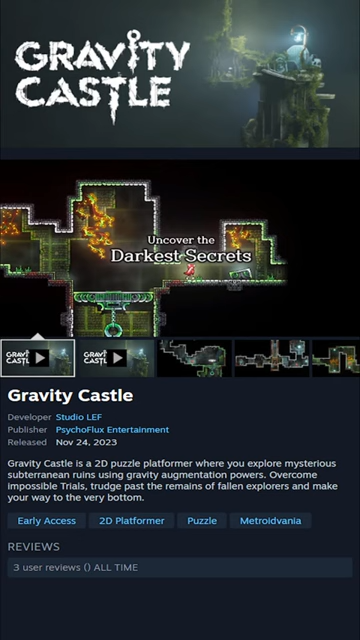 GRAVITY
CASTLE
Uncover the
Darkest Secrets
Gravity Castle
Developer Studio LEF
Publisher PsychoFlux Entertainment
Released Nov 24, 2023
Gravity Castle is a 2D puzzle platformer where you explore mysterious
subterranean ruins using gravity augmentation powers. Overcome
impossible Trials, trudge past the remains of fallen explorers and make
your way to the very bottom.
Early Access 2D Platformer Puzzle Metroidvania
REVIEWS
3 user reviews () ALL TIME